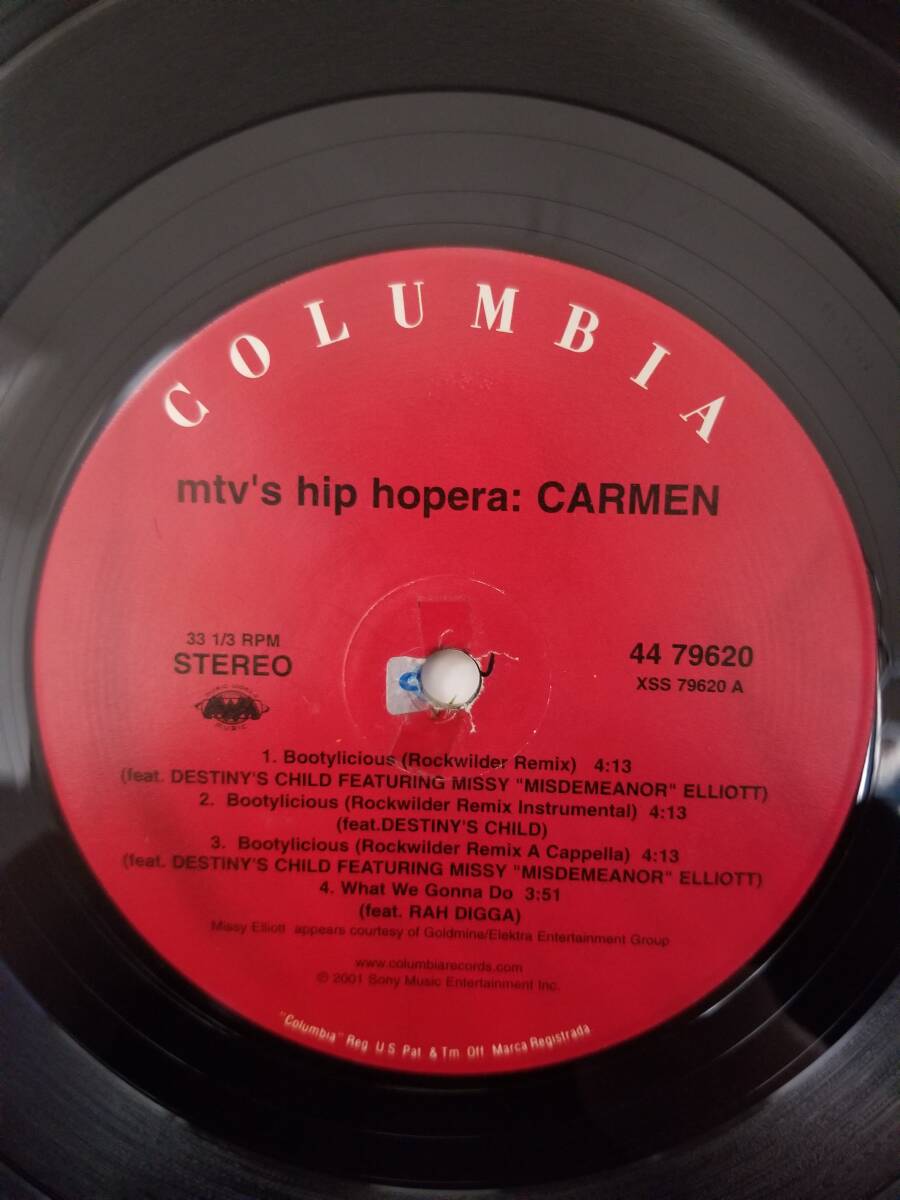 COLUMBIA
mtv's hip hopera: CARMEN
33 1/3 RPM
STEREO
MUSIC WORLD
MUSIC
44 79620
XSS 79620 A
1. Bootylicious (Rockwilder Remix) 4:13
(feat. DESTINY'S CHILD FEATURING MISSY "MISDEMEANOR" ELLIOTT)
2. Bootylicious (Rockwilder Remix Instrumental) 4:13
(feat.DESTINY'S CHILD)
3. Bootylicious (Rockwilder Remix A Cappella) 4:13
(feat. DESTINY'S CHILD FEATURING MISSY "MISDEMEANOR" ELLIOTT)
4. What We Gonna Do 3:51
(feat. RAH DIGGA)
Missy Elliott appears courtesy of Goldmine/Elektra Entertainment Group
www.columbiarecords.com
℗ 2001 Sony Music Entertainment Inc.
"Columbia" Reg U S Pat & Tm Off Marca Registrada